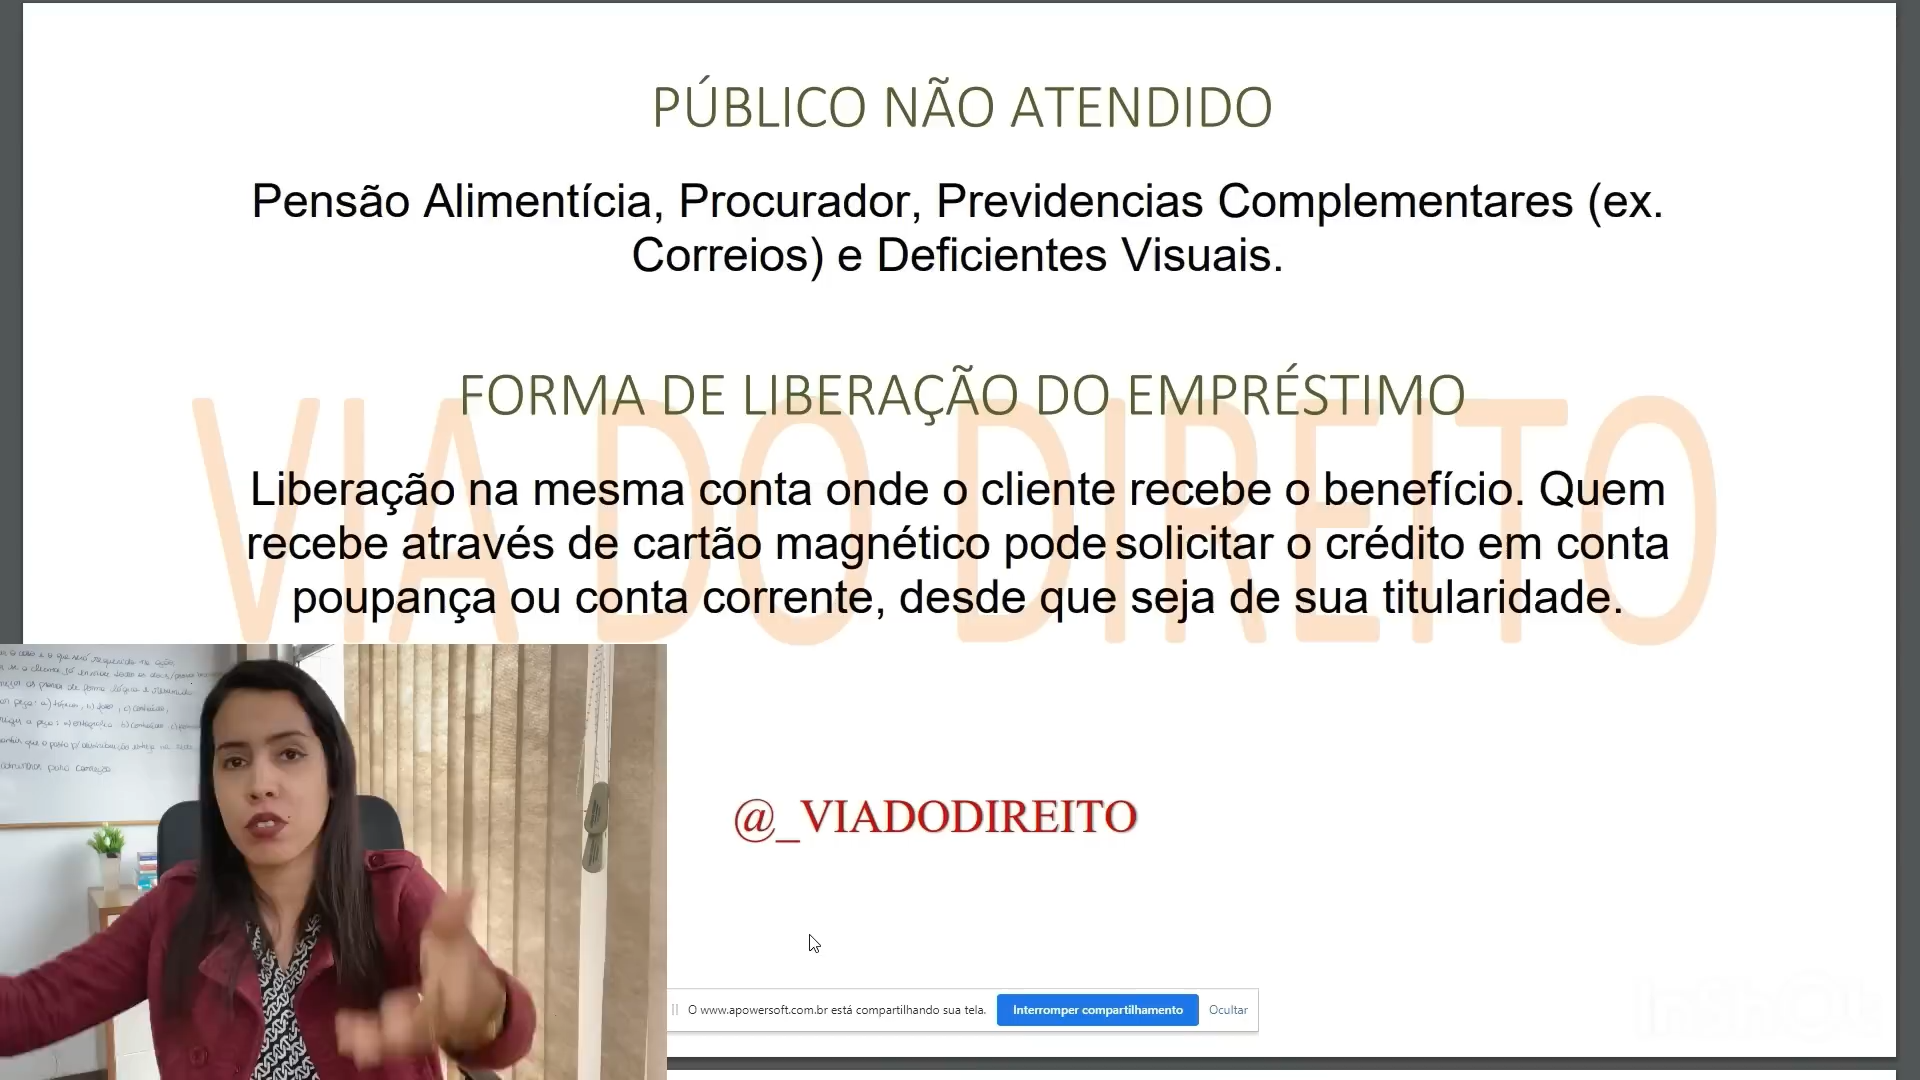 PÚBLICO NÃO ATENDIDO
Pensão Alimentícia, Procurador, Previdencias Complementares (ex.
Correios) e Deficientes Visuais.
FORMA DE LIBERAÇÃO DO EMPRÉSTIMO
VIA DO DIREITO
Liberação na mesma conta onde o cliente recebe o benefício. Quem
recebe através de cartão magnético pode solicitar o crédito em conta
poupança ou conta corrente, desde que seja de sua titularidade.
@_VIADODIREITO
O www.apowersoft.com.br está compartilhando sua tela.
Interromper compartilhamento
Ocultar